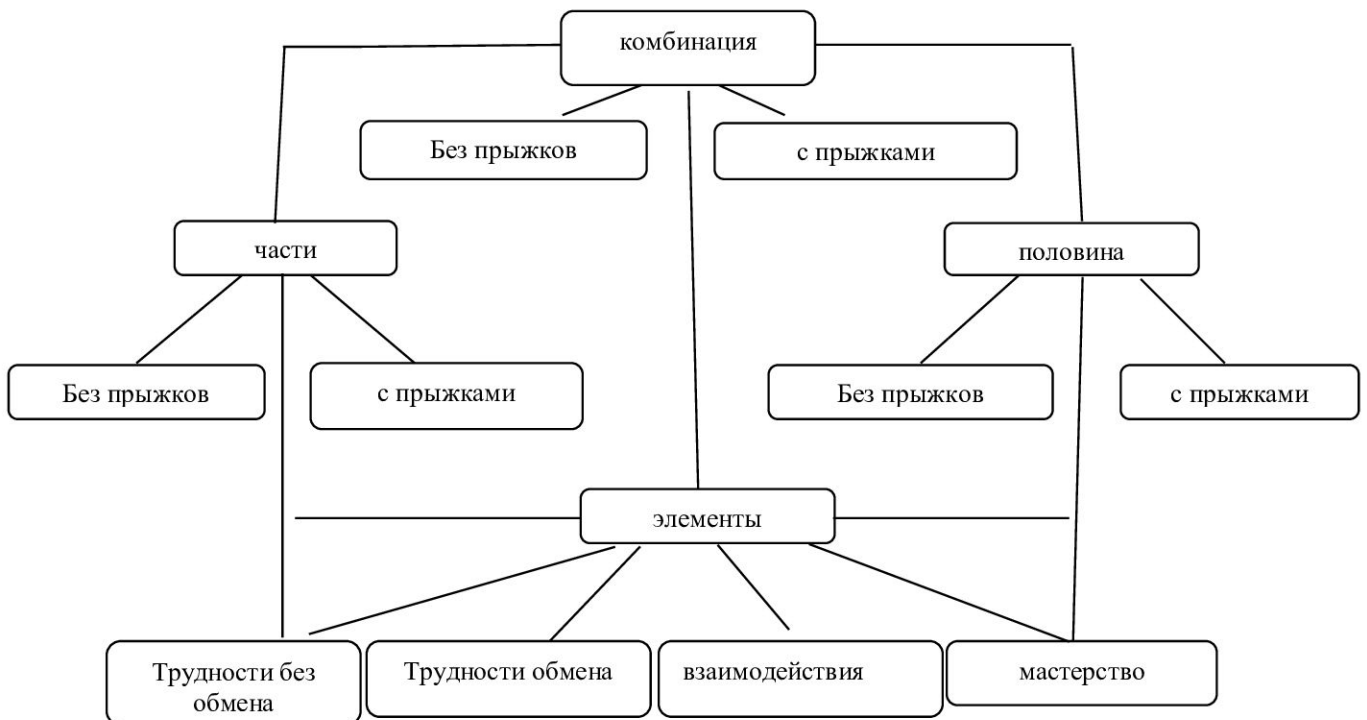 комбинация
Без прыжков
с прыжками
части
половина
Без прыжков
с прыжками
Без прыжков
с прыжками
элементы
Трудности без
обмена
Трудности обмена
взаимодействия
мастерство